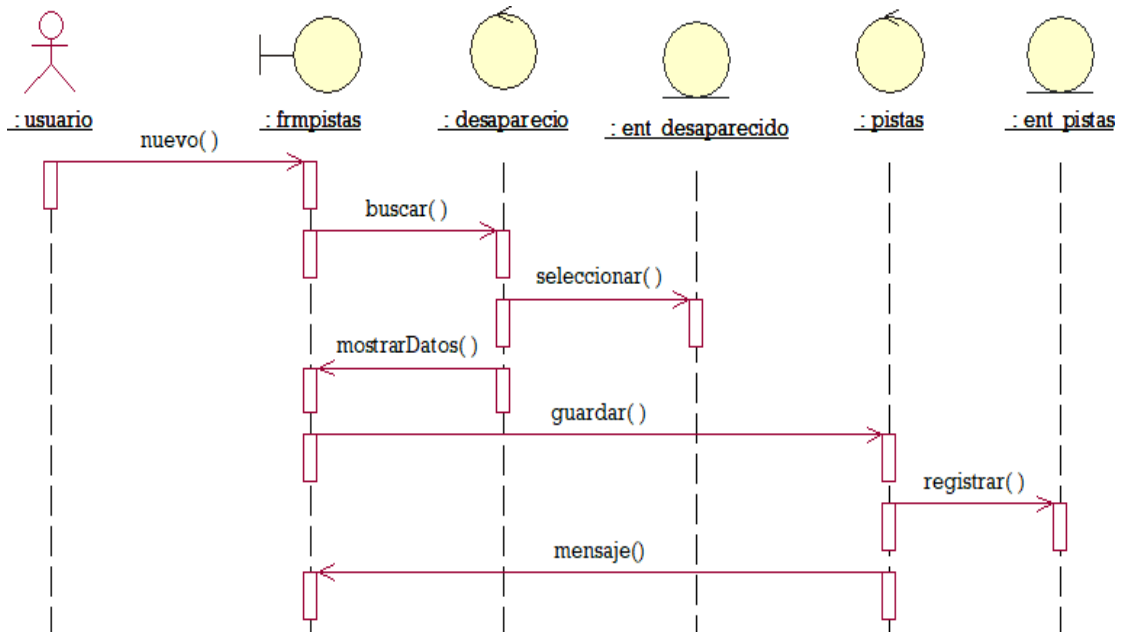 : usuario
: frmpistas
: desaparecio
: ent_desaparecido
: pistas
: ent_pistas
nuevo( )
buscar( )
seleccionar( )
mostrarDatos( )
guardar( )
registrar( )
mensaje()